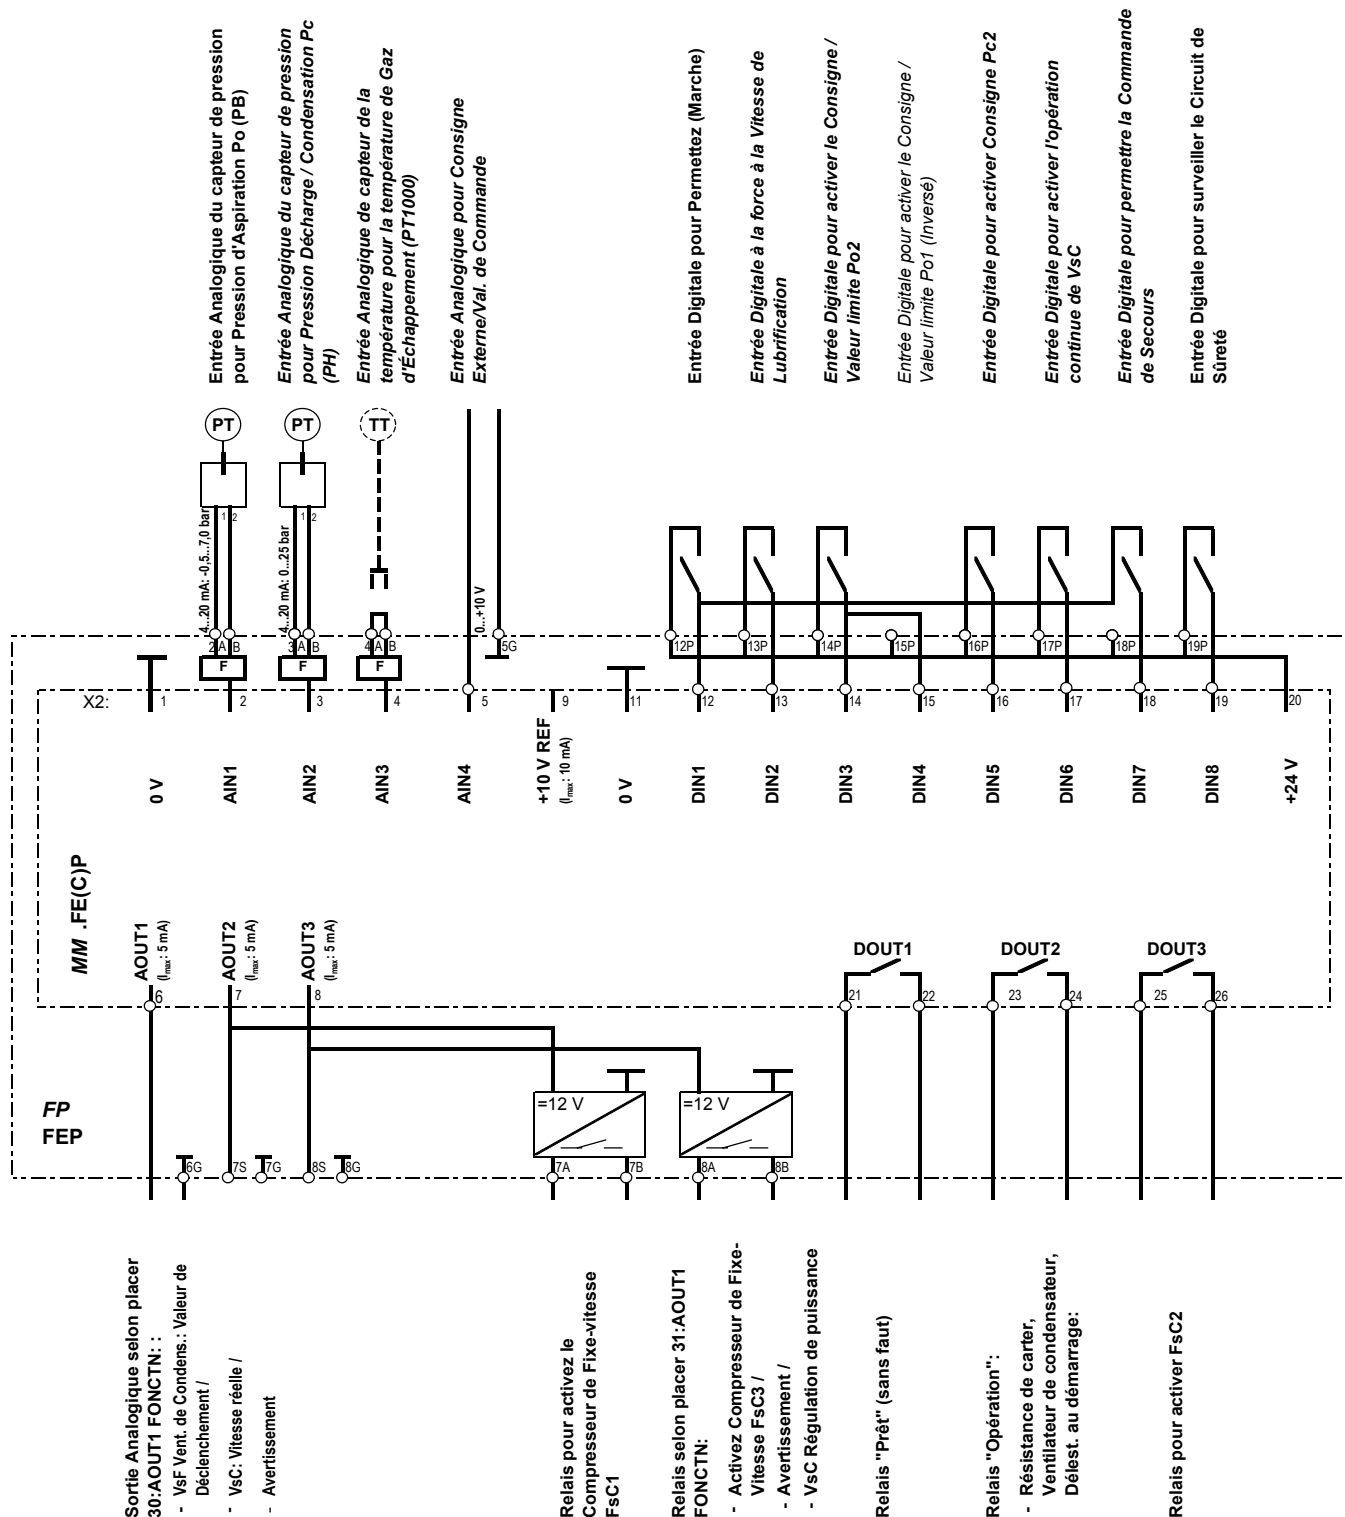 Entrée Analogique du capteur de pression
pour Pression d'Aspiration Po (PB)
Entrée Analogique du capteur de pression
pour Pression Décharge / Condensation Pc
(PH)
Entrée Analogique de capteur de la
température pour la température de Gaz
d'Échappement (PT1000)
Entrée Analogique pour Consigne
Externe/Val. de Commande
Entrée Digitale pour Permettez (Marche)
Entrée Digitale à la force à la Vitesse de
Lubrification
Entrée Digitale pour activer le Consigne /
Valeur limite Po2
Entrée Digitale pour activer le Consigne /
Valeur limite Po1 (Inversé)
Entrée Digitale pour activer Consigne Pc2
Entrée Digitale pour activer l'opération
continue de VsC
Entrée Digitale pour permettre la Commande
de Secours
Entrée Digitale pour surveiller le Circuit de
Sûreté
PT
PT
TT
1 2
1 2
4...20 mA: -0,5...7,0 bar
4...20 mA: 0...25 bar
0...+10 V
2 A B
3 A B
4 A B
5G
12P
13P
14P
15P
16P
17P
18P
19P
F
F
F
X2:
1
2
3
4
5
9
11
12
13
14
15
16
17
18
19
20
0 V
AIN1
AIN2
AIN3
AIN4
+10 V REF
(Imax: 10 mA)
0 V
DIN1
DIN2
DIN3
DIN4
DIN5
DIN6
DIN7
DIN8
+24 V
MM .FE(C)P
AOUT1
(Imax: 5 mA)
AOUT2
(Imax: 5 mA)
AOUT3
(Imax: 5 mA)
DOUT1
DOUT2
DOUT3
6
7
8
21
22
23
24
25
26
FP
FEP
=12 V
=12 V
6G
7S
7G
8S
8G
7A
7B
8A
8B
Sortie Analogique selon placer
30:AOUT1 FONCTN: :
- VsF Vent. de Condens.: Valeur de
Déclenchement /
- VsC: Vitesse réelle /
- Avertissement
Relais pour activez le
Compresseur de Fixe-vitesse
FsC1
Relais selon placer 31:AOUT1
FONCTN:
- Activez Compresseur de Fixe-
Vitesse FsC3 /
- Avertissement /
- VsC Régulation de puissance
Relais "Prêt" (sans faut)
Relais "Opération":
- Résistance de carter,
Ventilateur de condensateur,
Délest. au démarrage:
Relais pour activer FsC2